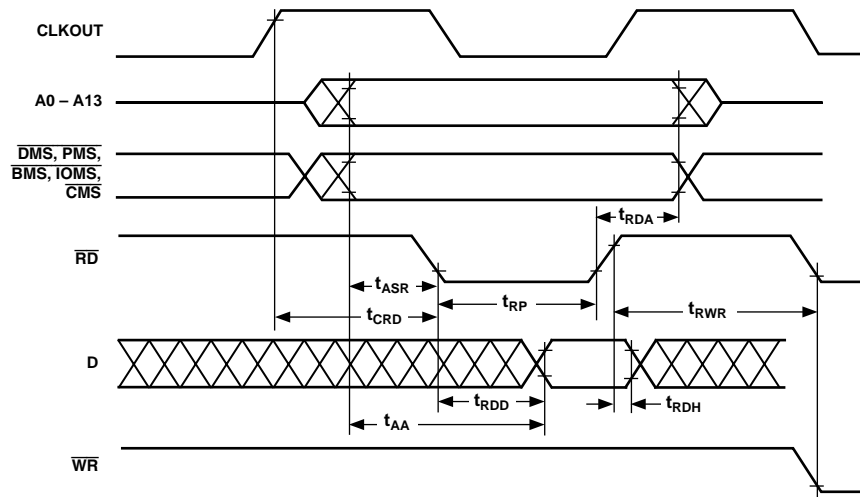 CLKOUT
A0 – A13
DMS, PMS,
BMS, IOMS,
CMS
tRDA
RD
tASR
tCRD
tRP
tRWR
D
tRDD
tRDH
tAA
WR